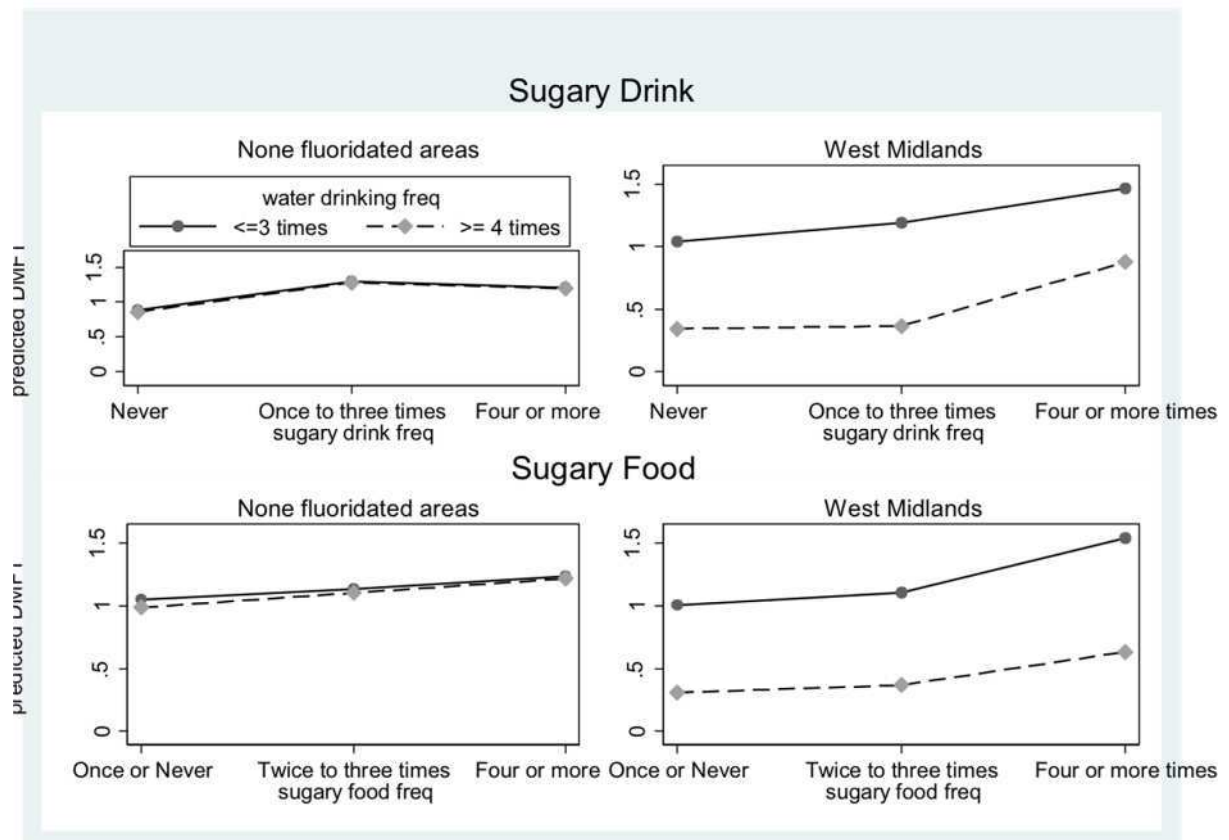 Sugary Drink
None fluoridated areas
West Midlands
water drinking freq
<=3 times
>= 4 times
predicted
1.5
1
.5
0
1.5
1
.5
0
Never
Once to three times
Four or more
sugary drink freq
Never
Once to three times
Four or more times
sugary drink freq
Sugary Food
None fluoridated areas
West Midlands
predicted
1.5
1
.5
0
1.5
1
.5
0
Once or Never
Twice to three times
Four or more
sugary food freq
Once or Never
Twice to three times
Four or more times
sugary food freq